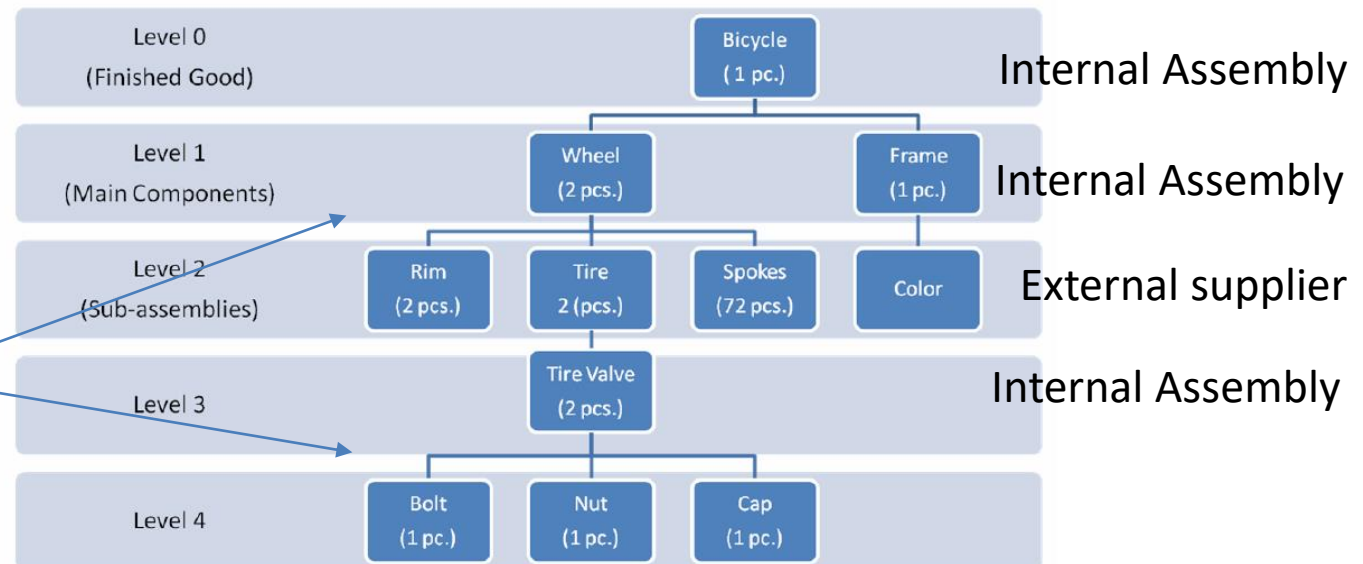 Level 0
(Finished Good)
Bicycle
( 1 pc.)
Internal Assembly
Level 1
(Main Components)
Wheel
(2 pcs.)
Frame
(1 pc.)
Internal Assembly
Level 2
(Sub-assemblies)
Rim
(2 pcs.)
Tire
2 (pcs.)
Spokes
(72 pcs.)
Color
External supplier
Level 3
Tire Valve
(2 pcs.)
Internal Assembly
Level 4
Bolt
(1 pc.)
Nut
(1 pc.)
Cap
(1 pc.)